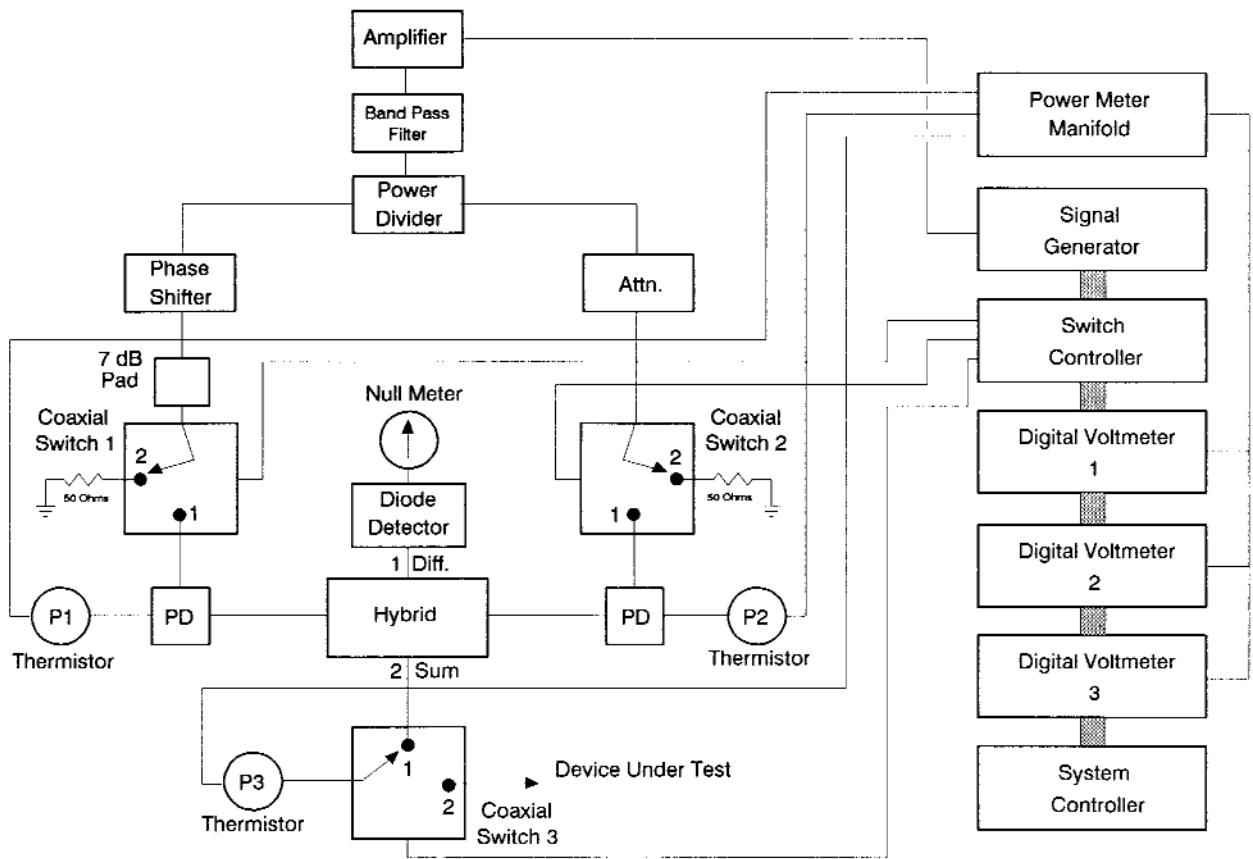 Amplifier
Band Pass
Filter
Power
Divider
Phase
Shifter
Attn.
7 dB
Pad
Coaxial
Switch 1
2
50 Ohms
1
Null Meter
Diode
Detector
1 Diff.
Hybrid
2 Sum
Coaxial
Switch 2
2
50 Ohms
1
P1
Thermistor
PD
PD
P2
Thermistor
P3
Thermistor
1
2
Coaxial
Switch 3
Device Under Test
Power Meter
Manifold
Signal
Generator
Switch
Controller
Digital Voltmeter
1
Digital Voltmeter
2
Digital Voltmeter
3
System
Controller